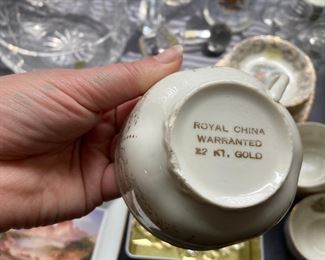 ROYAL CHINA
WARRANTED
22 KT. GOLD